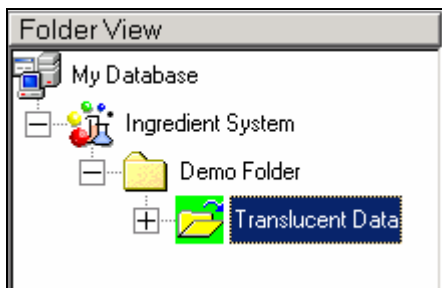 Folder View
My Database
Ingredient System
Demo Folder
Translucent Data